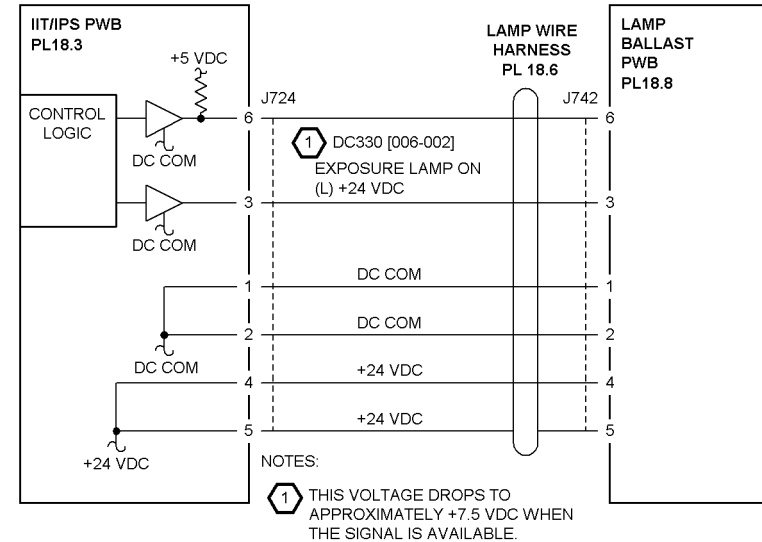 IIT/IPS PWB
PL18.3
+5 VDC
LAMP WIRE
HARNESS
PL 18.6
LAMP
BALLAST
PWB
PL18.8
CONTROL
LOGIC
J724
J742
6
6
DC COM
1
DC330 [006-002]
EXPOSURE LAMP ON
(L) +24 VDC
3
3
DC COM
DC COM
1
1
DC COM
2
2
DC COM
+24 VDC
4
4
+24 VDC
5
5
+24 VDC
NOTES:
1
THIS VOLTAGE DROPS TO
APPROXIMATELY +7.5 VDC WHEN
THE SIGNAL IS AVAILABLE.